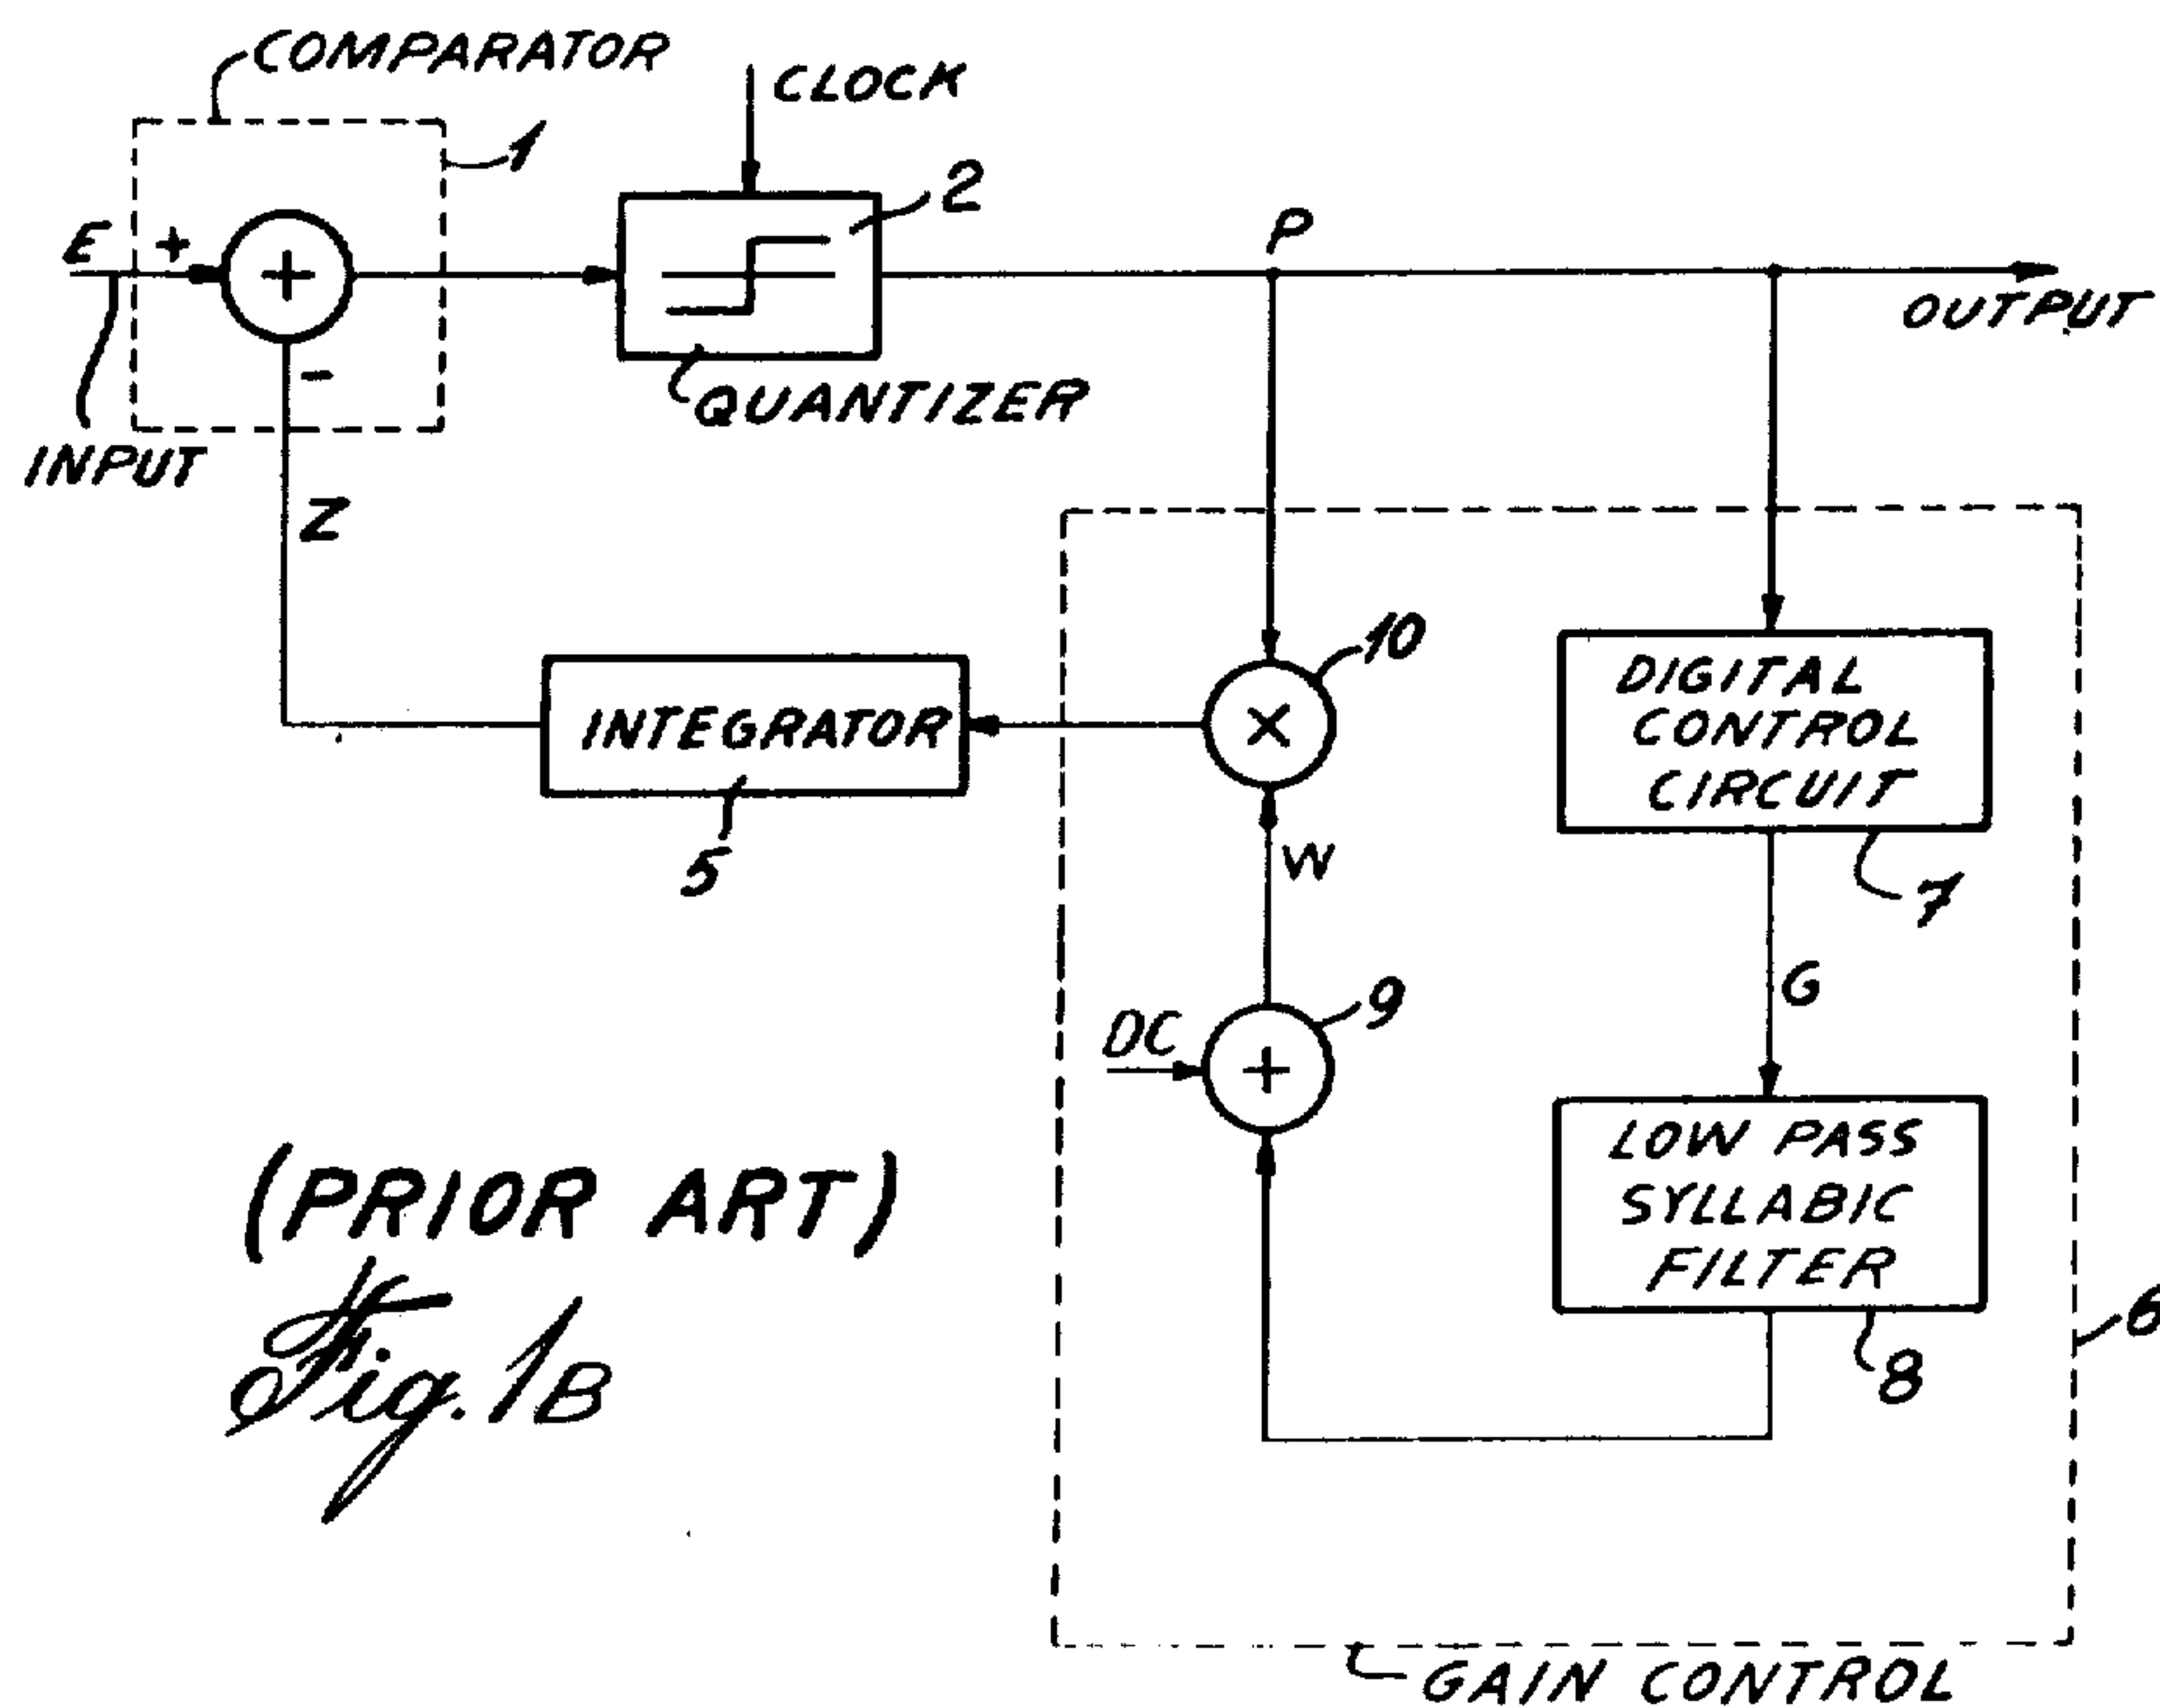 COMPARATOR
CLOCK
1
2
E
+
+
P
OUTPUT
-
QUANTIZER
INPUT
Z
10
×
DIGITAL
CONTROL
CIRCUIT
INTEGRATOR
5
W
7
G
9
DC
+
LOW PASS
SYLLABIC
FILTER
(PRIOR ART)
Fig. 1B
6
8
GAIN CONTROL